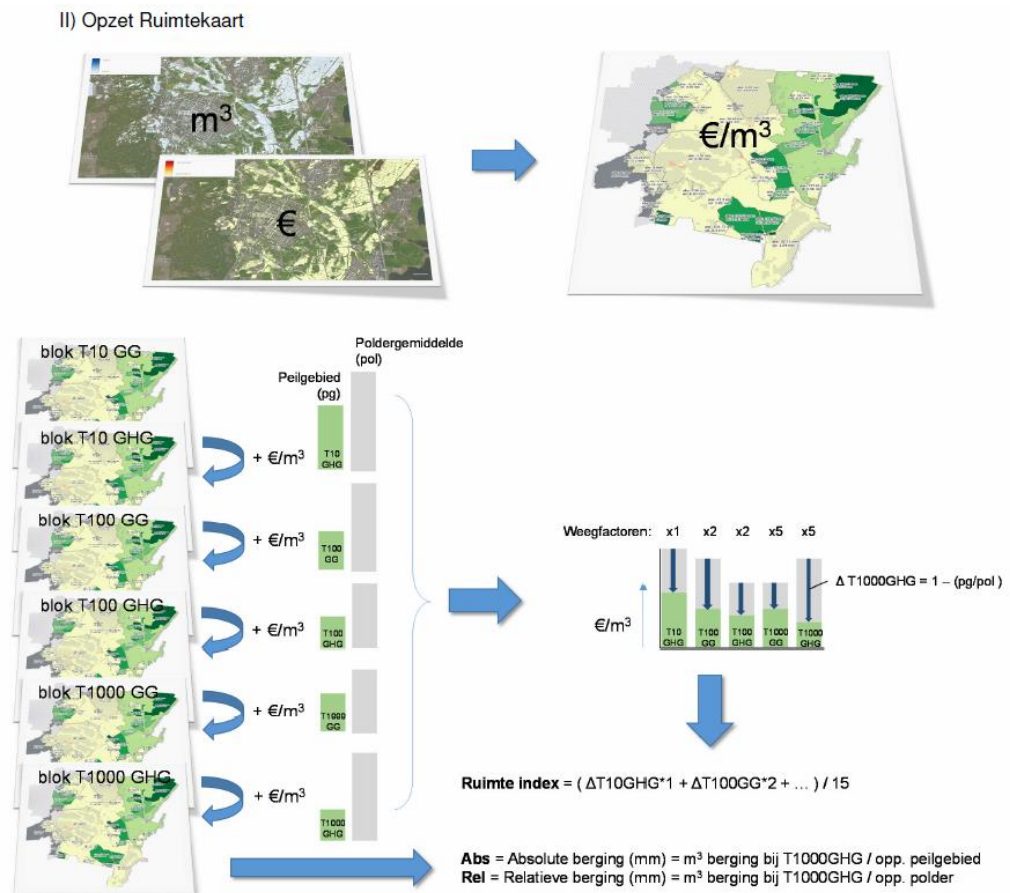 II) Opzet Ruimtekaart
m³
€
€/m³
blok T10 GG
blok T10 GHG
blok T100 GG
blok T100 GHG
blok T1000 GG
blok T1000 GHG
+ €/m³
+ €/m³
+ €/m³
+ €/m³
+ €/m³
Peilgebied
(pg)
Poldergemiddelde
(pol)
T10
GHG
T100
GG
T100
GHG
T1000
GG
T1000
GHG
Weegfactoren: x1 x2 x2 x5 x5
Δ T1000GHG = 1 – (pg/pol )
€/m³
T10
GHG
T100
GG
T100
GHG
T1000
GG
T1000
GHG
Ruimte index = ( ΔT10GHG*1 + ΔT100GG*2 + ... ) / 15
Abs = Absolute berging (mm) = m³ berging bij T1000GHG / opp. peilgebied
Rel = Relatieve berging (mm) = m³ berging bij T1000GHG / opp. polder